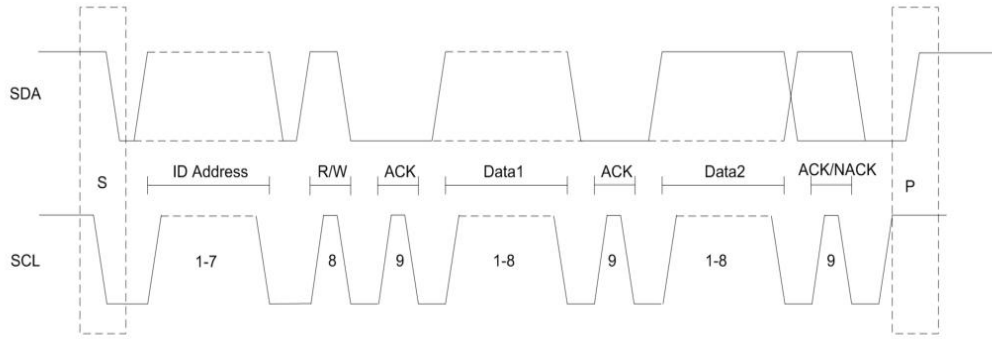 SDA
S
ID Address
R/W
ACK
Data1
ACK
Data2
ACK/NACK
P
SCL
1-7
8
9
1-8
9
1-8
9